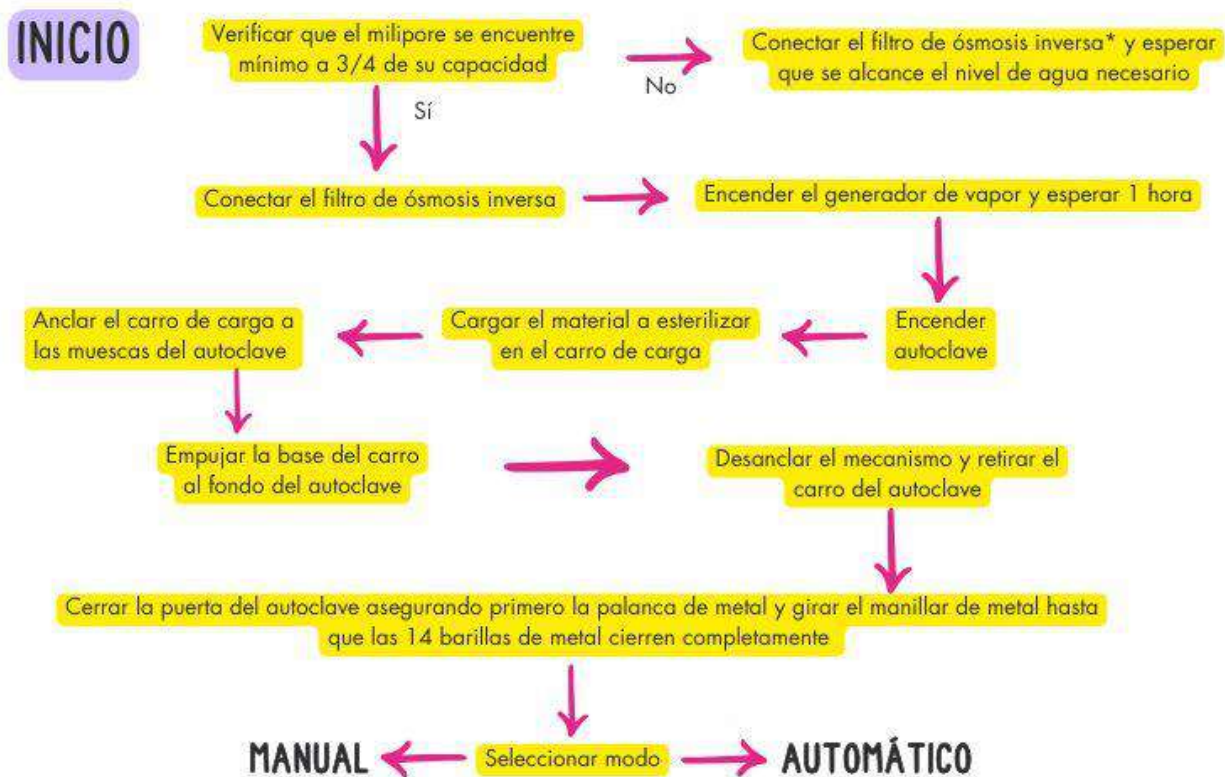 INICIO
Verificar que el milipore se encuentre
mínimo a 3/4 de su capacidad
No
Conectar el filtro de ósmosis inversa* y esperar
que se alcance el nivel de agua necesario
Sí
Conectar el filtro de ósmosis inversa
Encender el generador de vapor y esperar 1 hora
Encender
autoclave
Cargar el material a esterilizar
en el carro de carga
Anclar el carro de carga a
las muescas del autoclave
Empujar la base del carro
al fondo del autoclave
Desanclar el mecanismo y retirar el
carro del autoclave
Cerrar la puerta del autoclave asegurando primero la palanca de metal y girar el manillar de metal hasta
que las 14 barillas de metal cierren completamente
Seleccionar modo
MANUAL
AUTOMÁTICO